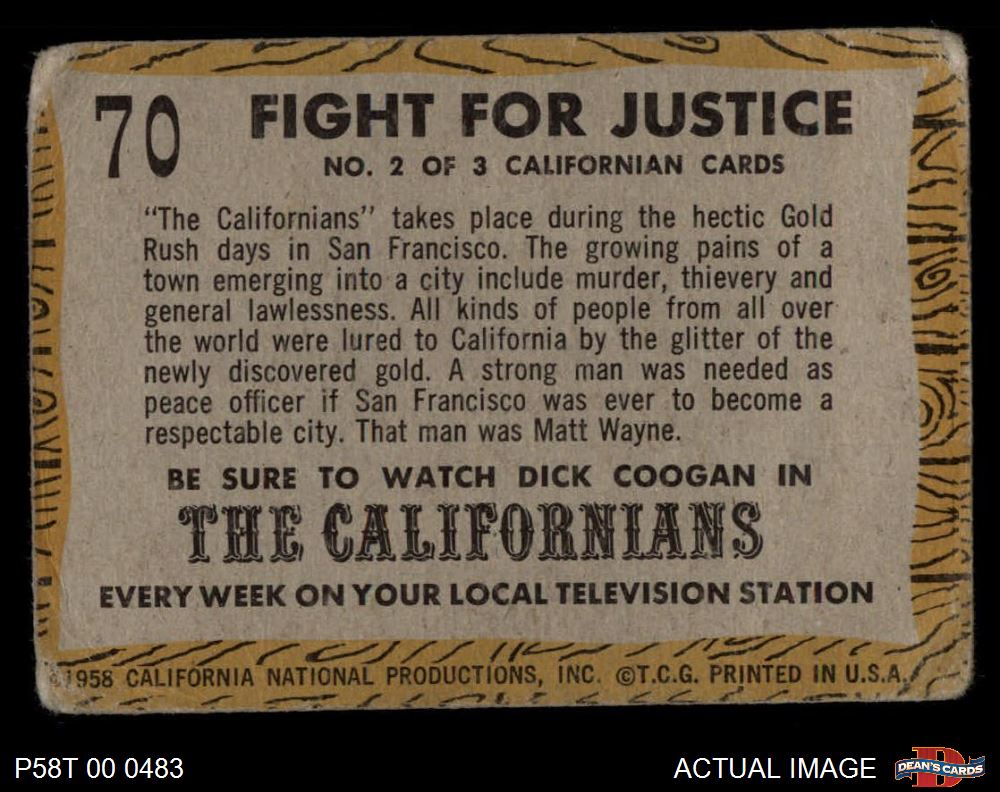 70
FIGHT FOR JUSTICE
NO. 2 OF 3 CALIFORNIAN CARDS
"The Californians" takes place during the hectic Gold
Rush days in San Francisco. The growing pains of a
town emerging into a city include murder, thievery and
general lawlessness. All kinds of people from all over
the world were lured to California by the glitter of the
newly discovered gold. A strong man was needed as
peace officer if San Francisco was ever to become a
respectable city. That man was Matt Wayne.
BE SURE TO WATCH DICK COOGAN IN
THE CALIFORNIANS
EVERY WEEK ON YOUR LOCAL TELEVISION STATION
©1958 CALIFORNIA NATIONAL PRODUCTIONS, INC. ©T.C.G. PRINTED IN U.S.A.
P58T 00 0483
ACTUAL IMAGE
D
DEAN'S CARDS